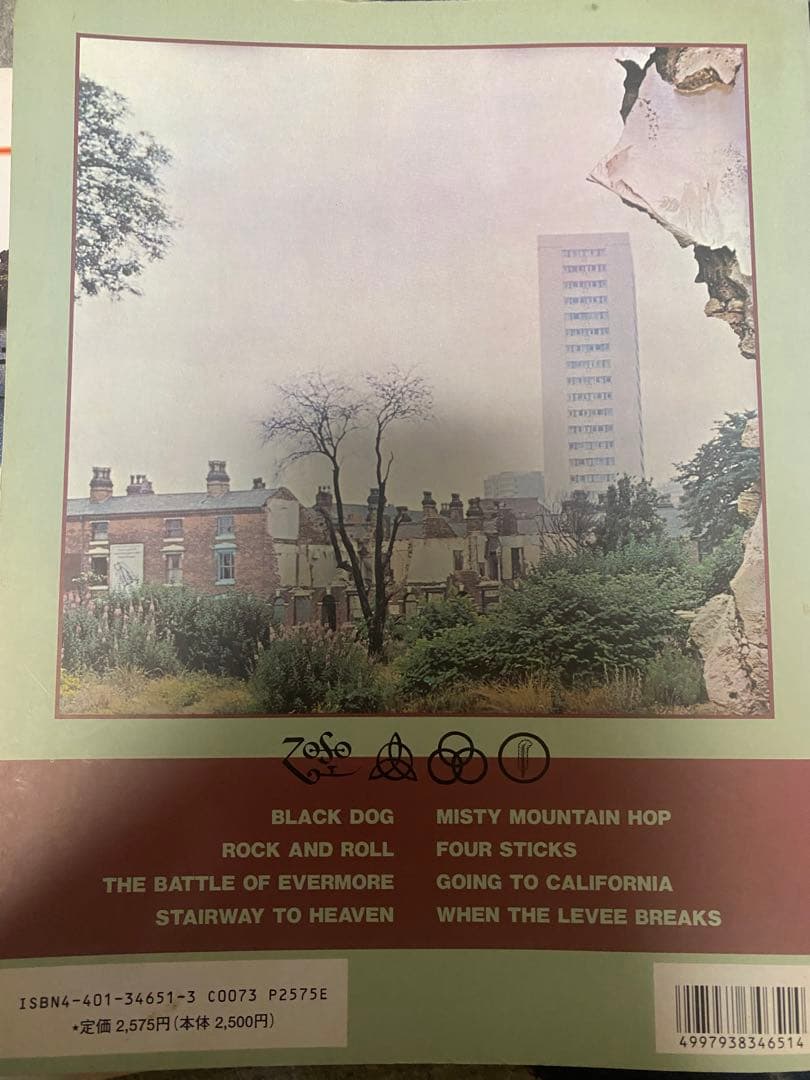 ZoSo
BLACK DOG
ROCK AND ROLL
THE BATTLE OF EVERMORE
STAIRWAY TO HEAVEN
MISTY MOUNTAIN HOP
FOUR STICKS
GOING TO CALIFORNIA
WHEN THE LEVEE BREAKS
ISBN4-401-34651-3 C0073 P2575E
★定価 2,575円(本体 2,500円)
4997938346514